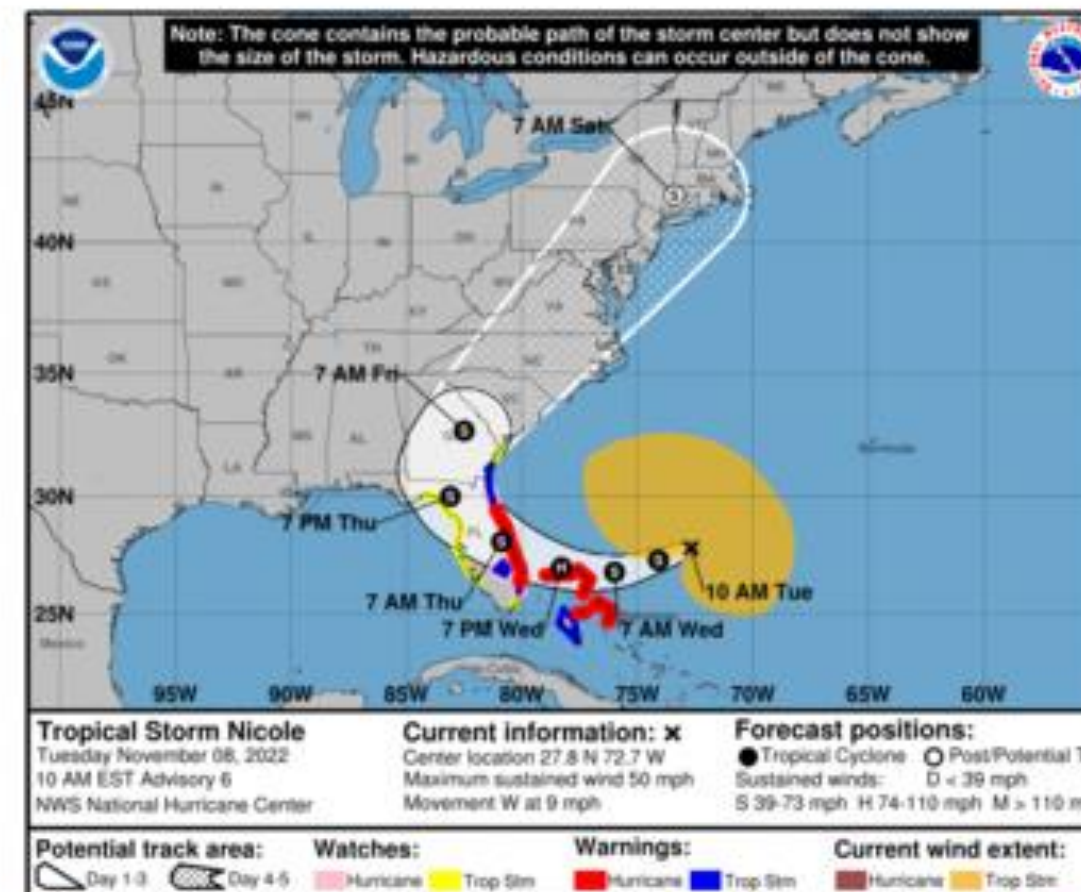 Note: The cone contains the probable path of the storm center but does not show
the size of the storm. Hazardous conditions can occur outside of the cone.
45N
7 AM Sat
40N
35N
7 AM Fri
Bermuda
30N
7 PM Thu
7 AM Thu
10 AM Tue
25N
7 PM Wed
7 AM Wed
Mexico
95W 90W 85W 80W 75W 70W 65W 60W
Tropical Storm Nicole
Tuesday November 08, 2022
10 AM EST Advisory 6
NWS National Hurricane Center
Current information: x
Center location 27.8 N 72.7 W
Maximum sustained wind 50 mph
Movement W at 9 mph
Forecast positions:
Tropical Cyclone Post/Potential T
Sustained winds: D < 39 mph
S 39-73 mph H 74-110 mph M > 110 m
Potential track area:
Day 1-3 Day 4-5
Watches:
Hurricane Trop Stm
Warnings:
Hurricane Trop Stm
Current wind extent:
Hurricane Trop Stm